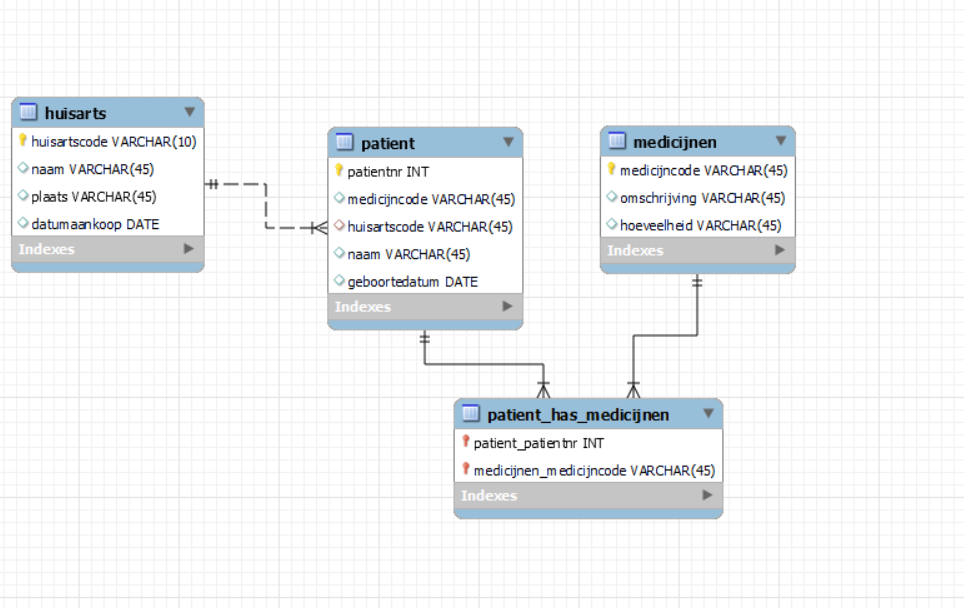 huisarts
huisartscode VARCHAR(10)
naam VARCHAR(45)
plaats VARCHAR(45)
datumaankoop DATE
Indexes
patient
patientnr INT
medicijncode VARCHAR(45)
huisartscode VARCHAR(45)
naam VARCHAR(45)
geboortedatum DATE
Indexes
medicijnen
medicijncode VARCHAR(45)
omschrijving VARCHAR(45)
hoeveelheid VARCHAR(45)
Indexes
patient_has_medicijnen
patient_patientnr INT
medicijnen_medicijncode VARCHAR(45)
Indexes